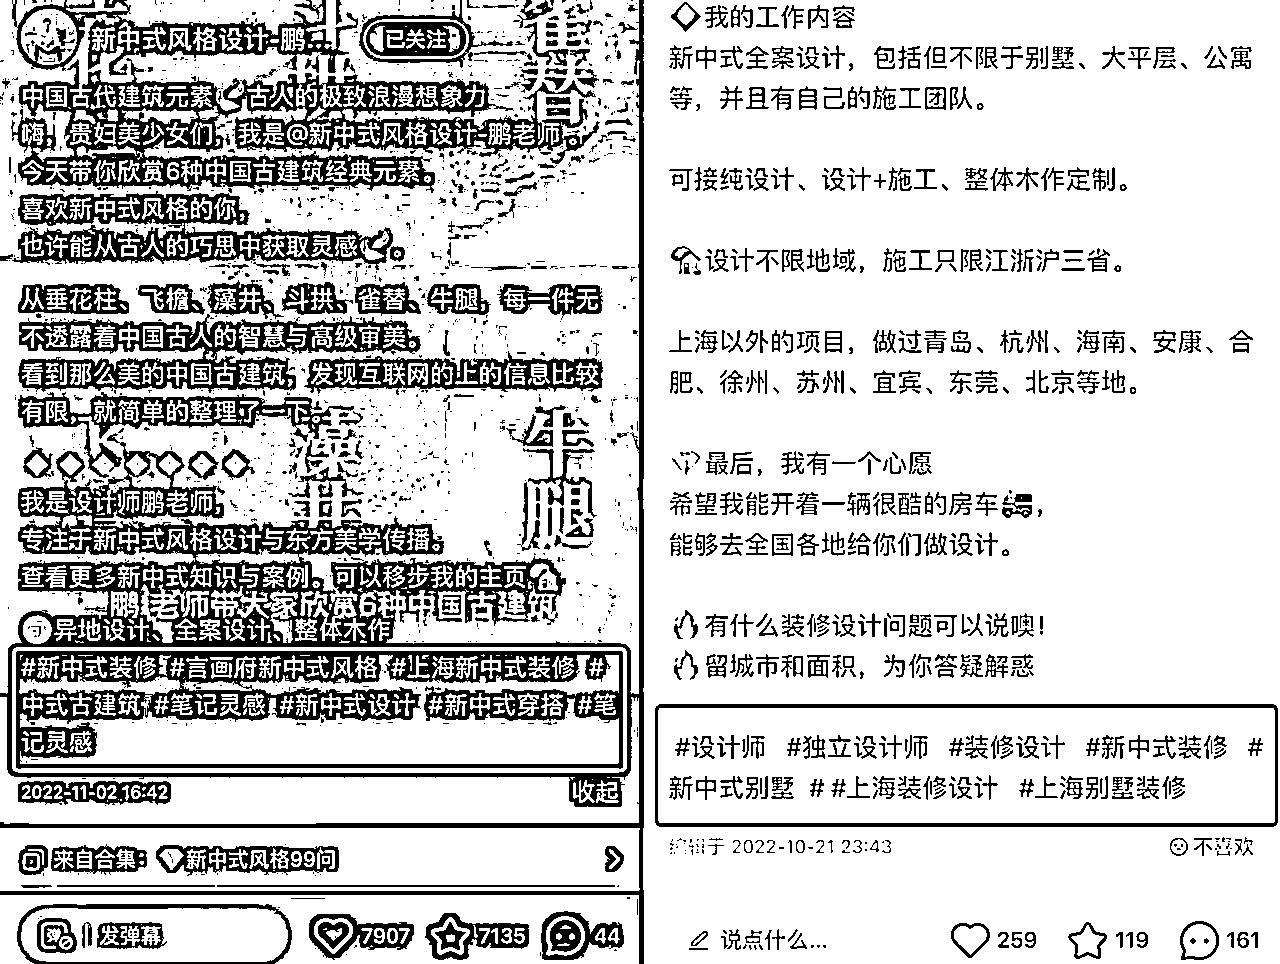 新中式风格设计-鹏...
已关注
中国古代建筑元素 古人的极致浪漫想象力
嗨，贵妇美少女们，我是@新中式风格设计-鹏老师。
今天带你欣赏6种中国古建筑经典元素。
喜欢新中式风格的你，
也许能从古人的巧思中获取灵感。
从垂花柱、飞檐、藻井、斗拱、雀替、牛腿，每一件无
不透露着中国古人的智慧与高级审美。
看到那么美的中国古建筑，发现互联网的上的信息比较
有限，就简单的整理了一下。
我是设计师鹏老师，
专注于新中式风格设计与东方美学传播。
查看更多新中式知识与案例。可以移步我的主页
鹏老师带大家欣赏6种中国古建筑
异地设计、全案设计、整体木作
#新中式装修 #言画府新中式风格 #上海新中式装修 #
中式古建筑 #笔记灵感 #新中式设计 #新中式穿搭 #笔
记灵感
2022-11-02 16:42
收起
来自合集：新中式风格99问
发弹幕
7907
7135
44
雀替
藻井
牛腿
我的工作内容
新中式全案设计，包括但不限于别墅、大平层、公寓
等，并且有自己的施工团队。
可接纯设计、设计+施工、整体木作定制。
设计不限地域，施工只限江浙沪三省。
上海以外的项目，做过青岛、杭州、海南、安康、合
肥、徐州、苏州、宜宾、东莞、北京等地。
最后，我有一个心愿
希望我能开着一辆很酷的房车，
能够去全国各地给你们做设计。
有什么装修设计问题可以说噢！
留城市和面积，为你答疑解惑
#设计师 #独立设计师 #装修设计 #新中式装修 #
新中式别墅 # #上海装修设计 #上海别墅装修
编辑于 2022-10-21 23:43
不喜欢
说点什么...
259
119
161